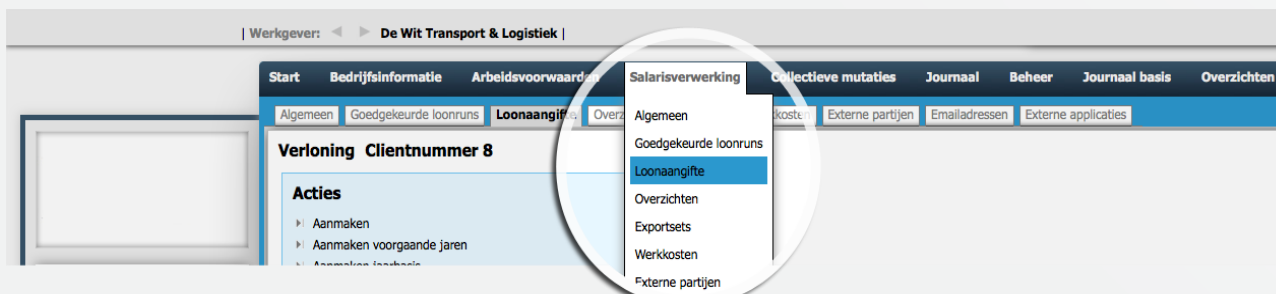 | Werkgever: De Wit Transport & Logistiek |
Start Bedrijfsinformatie Arbeidsvoorwaarden Salarisverwerking Collectieve mutaties Journaal Beheer Journaal basis Overzichten
Algemeen Goedgekeurde loonruns Loonaangifte Externe partijen Emailadressen Externe applicaties
Algemeen
Goedgekeurde loonruns
Loonaangifte
Overzichten
Exportsets
Werkkosten
Externe partijen
Verloning Clientnummer 8
Acties
Aanmaken
Aanmaken voorgaande jaren
Aanmaken jaarbasis